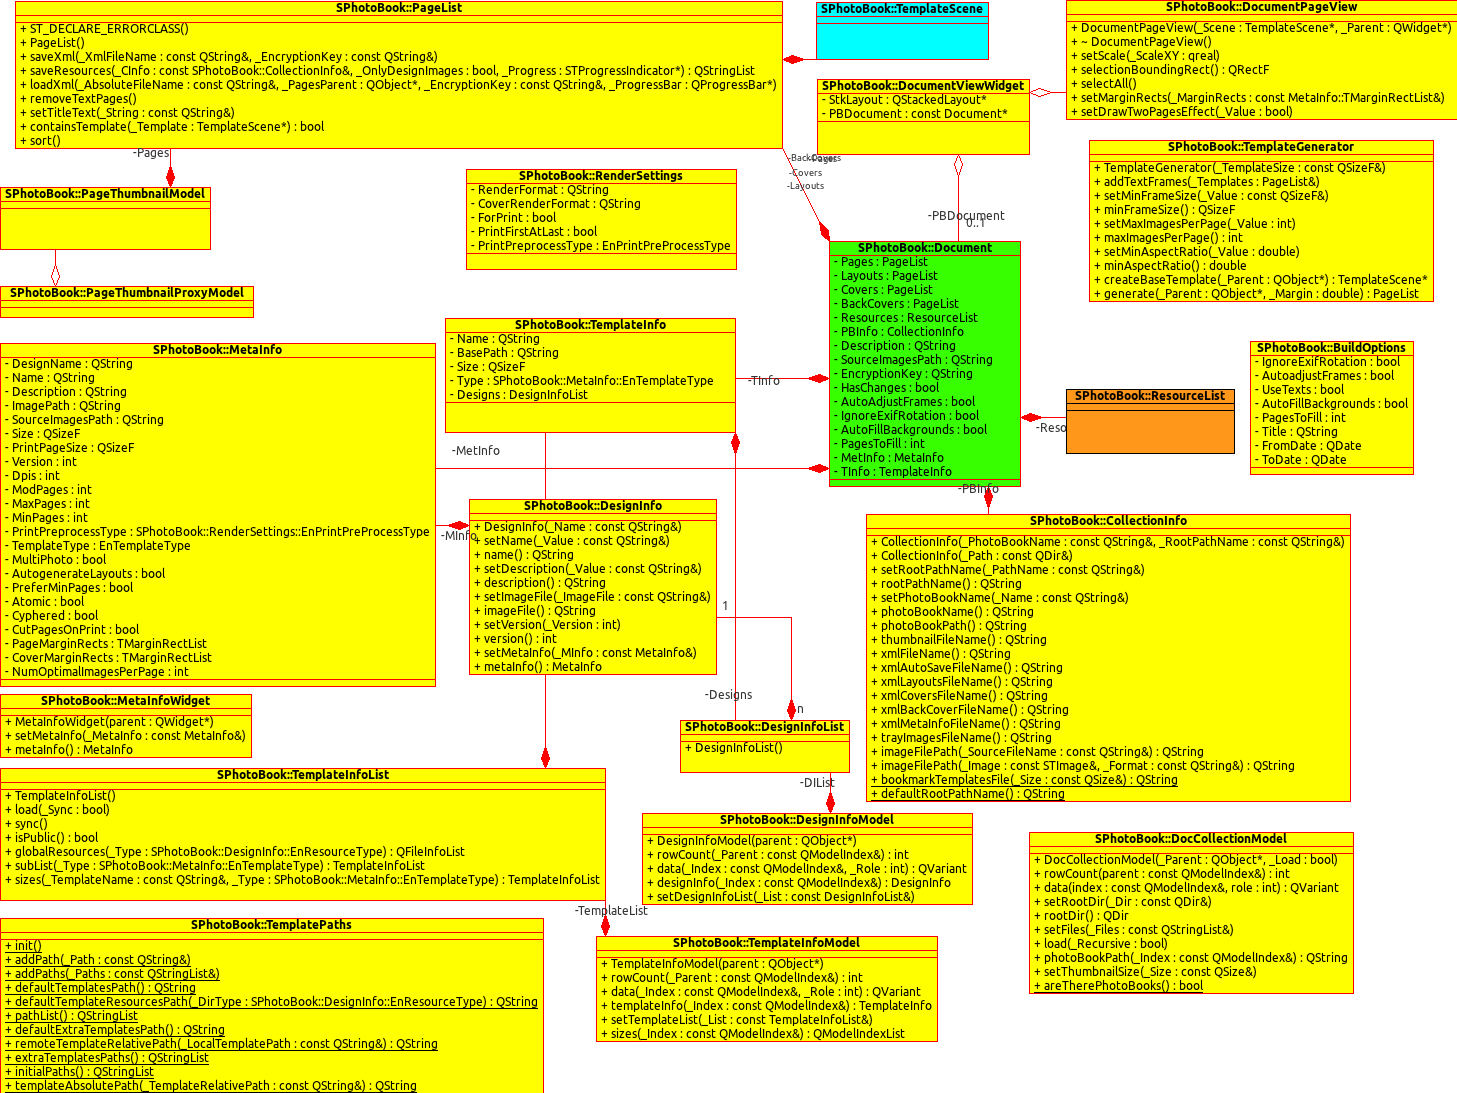 SPhotoBook::PageList
+ ST_DECLARE_ERRORCLASS()
+ PageList()
+ saveXml(_XmlFileName : const QString&, _EncryptionKey : const QString&)
+ saveResources(_CInfo : const SPhotoBook::CollectionInfo&, _OnlyDesignImages : bool, _Progress : STProgressIndicator*) : QStringList
+ loadXml(_AbsoluteFileName : const QString&, _PagesParent : QObject*, _EncryptionKey : const QString&, _ProgressBar : QProgressBar*)
+ removeTextPages()
+ setTitleText(_String : const QString&)
+ containsTemplate(_Template : TemplateScene*) : bool
+ sort()
SPhotoBook::TemplateScene
SPhotoBook::DocumentPageView
+ DocumentPageView(_Scene : TemplateScene*, _Parent : QWidget*)
+ ~ DocumentPageView()
+ setScale(_ScaleXY : qreal)
+ selectionBoundingRect() : QRectF
+ selectAll()
+ setMarginRects(_MarginRects : const MetaInfo::TMarginRectList&)
+ setDrawTwoPagesEffect(_Value : bool)
SPhotoBook::DocumentViewWidget
- StkLayout : QStackedLayout*
- PBDocument : const Document*
-Pages
-BackCovers
-Pages
-Covers
-Layouts
-PBDocument
0..1
SPhotoBook::PageThumbnailModel
SPhotoBook::PageThumbnailProxyModel
SPhotoBook::RenderSettings
- RenderFormat : QString
- CoverRenderFormat : QString
- ForPrint : bool
- PrintFirstAtLast : bool
- PrintPreprocessType : EnPrintPreProcessType
SPhotoBook::TemplateGenerator
+ TemplateGenerator(_TemplateSize : const QSizeF&)
+ addTextFrames(_Templates : PageList&)
+ setMinFrameSize(_Value : const QSizeF&)
+ minFrameSize() : QSizeF
+ setMaxImagesPerPage(_Value : int)
+ maxImagesPerPage() : int
+ setMinAspectRatio(_Value : double)
+ minAspectRatio() : double
+ createBaseTemplate(_Parent : QObject*) : TemplateScene*
+ generate(_Parent : QObject*, _Margin : double) : PageList
SPhotoBook::Document
- Pages : PageList
- Layouts : PageList
- Covers : PageList
- BackCovers : PageList
- Resources : ResourceList
- PBInfo : CollectionInfo
- Description : QString
- SourceImagesPath : QString
- EncryptionKey : QString
- HasChanges : bool
- AutoAdjustFrames : bool
- IgnoreExifRotation : bool
- AutoFillBackgrounds : bool
- PagesToFill : int
- MetInfo : MetaInfo
- TInfo : TemplateInfo
SPhotoBook::TemplateInfo
- Name : QString
- BasePath : QString
- Size : QSizeF
- Type : SPhotoBook::MetaInfo::EnTemplateType
- Designs : DesignInfoList
-TInfo
SPhotoBook::MetaInfo
- DesignName : QString
- Name : QString
- Description : QString
- ImagePath : QString
- SourceImagesPath : QString
- Size : QSizeF
- PrintPageSize : QSizeF
- Version : int
- Dpis : int
- ModPages : int
- MaxPages : int
- MinPages : int
- PrintPreprocessType : SPhotoBook::RenderSettings::EnPrintPreProcessType
- TemplateType : EnTemplateType
- MultiPhoto : bool
- AutogenerateLayouts : bool
- PreferMinPages : bool
- Atomic : bool
- Cyphered : bool
- CutPagesOnPrint : bool
- PageMarginRects : TMarginRectList
- CoverMarginRects : TMarginRectList
- NumOptimalImagesPerPage : int
-MetInfo
-MInfo
SPhotoBook::BuildOptions
- IgnoreExifRotation : bool
- AutoadjustFrames : bool
- UseTexts : bool
- AutoFillBackgrounds : bool
- PagesToFill : int
- Title : QString
- FromDate : QDate
- ToDate : QDate
SPhotoBook::ResourceList
-Reso
-PBInfo
SPhotoBook::DesignInfo
+ DesignInfo(_Name : const QString&)
+ setName(_Value : const QString&)
+ name() : QString
+ setDescription(_Value : const QString&)
+ description() : QString
+ setImageFile(_ImageFile : const QString&)
+ imageFile() : QString
+ setVersion(_Version : int)
+ version() : int
+ setMetaInfo(_MInfo : const MetaInfo&)
+ metaInfo() : MetaInfo
1
-Designs
n
SPhotoBook::CollectionInfo
+ CollectionInfo(_PhotoBookName : const QString&, _RootPathName : const QString&)
+ CollectionInfo(_Path : const QDir&)
+ setRootPathName(_PathName : const QString&)
+ rootPathName() : QString
+ setPhotoBookName(_Name : const QString&)
+ photoBookName() : QString
+ photoBookPath() : QString
+ thumbnailFileName() : QString
+ xmlFileName() : QString
+ xmlAutoSaveFileName() : QString
+ xmlLayoutsFileName() : QString
+ xmlCoversFileName() : QString
+ xmlBackCoverFileName() : QString
+ xmlMetaInfoFileName() : QString
+ trayImagesFileName() : QString
+ imageFilePath(_SourceFileName : const QString&) : QString
+ imageFilePath(_Image : const STImage&, _Format : const QString&) : QString
+ bookmarkTemplatesFile(_Size : const QSize&) : QString
+ defaultRootPathName() : QString
SPhotoBook::MetaInfoWidget
+ MetaInfoWidget(parent : QWidget*)
+ setMetaInfo(_MetaInfo : const MetaInfo&)
+ metaInfo() : MetaInfo
SPhotoBook::DesignInfoList
+ DesignInfoList()
-DIList
SPhotoBook::TemplateInfoList
+ TemplateInfoList()
+ load(_Sync : bool)
+ sync()
+ isPublic() : bool
+ globalResources(_Type : SPhotoBook::DesignInfo::EnResourceType) : QFileInfoList
+ subList(_Type : SPhotoBook::MetaInfo::EnTemplateType) : TemplateInfoList
+ sizes(_TemplateName : const QString&, _Type : SPhotoBook::MetaInfo::EnTemplateType) : TemplateInfoList
-TemplateList
SPhotoBook::DesignInfoModel
+ DesignInfoModel(parent : QObject*)
+ rowCount(_Parent : const QModelIndex&) : int
+ data(_Index : const QModelIndex&, _Role : int) : QVariant
+ designInfo(_Index : const QModelIndex&) : DesignInfo
+ setDesignInfoList(_List : const DesignInfoList&)
SPhotoBook::DocCollectionModel
+ DocCollectionModel(_Parent : QObject*, _Load : bool)
+ rowCount(parent : const QModelIndex&) : int
+ data(index : const QModelIndex&, role : int) : QVariant
+ setRootDir(_Dir : const QDir&)
+ rootDir() : QDir
+ setFiles(_Files : const QStringList&)
+ load(_Recursive : bool)
+ photoBookPath(_Index : const QModelIndex&) : QString
+ setThumbnailSize(_Size : const QSize&)
+ areTherePhotoBooks() : bool
SPhotoBook::TemplatePaths
+ init()
+ addPath(_Path : const QString&)
+ addPaths(_Paths : const QStringList&)
+ defaultTemplatesPath() : QString
+ defaultTemplateResourcesPath(_DirType : SPhotoBook::DesignInfo::EnResourceType) : QString
+ pathList() : QStringList
+ defaultExtraTemplatesPath() : QString
+ remoteTemplateRelativePath(_LocalTemplatePath : const QString&) : QString
+ extraTemplatesPaths() : QStringList
+ initialPaths() : QStringList
+ templateAbsolutePath(_TemplateRelativePath : const QString&) : QString
SPhotoBook::TemplateInfoModel
+ TemplateInfoModel(parent : QObject*)
+ rowCount(_Parent : const QModelIndex&) : int
+ data(_Index : const QModelIndex&, _Role : int) : QVariant
+ templateInfo(_Index : const QModelIndex&) : TemplateInfo
+ setTemplateList(_List : const TemplateInfoList&)
+ sizes(_Index : const QModelIndex&) : QModelIndexList